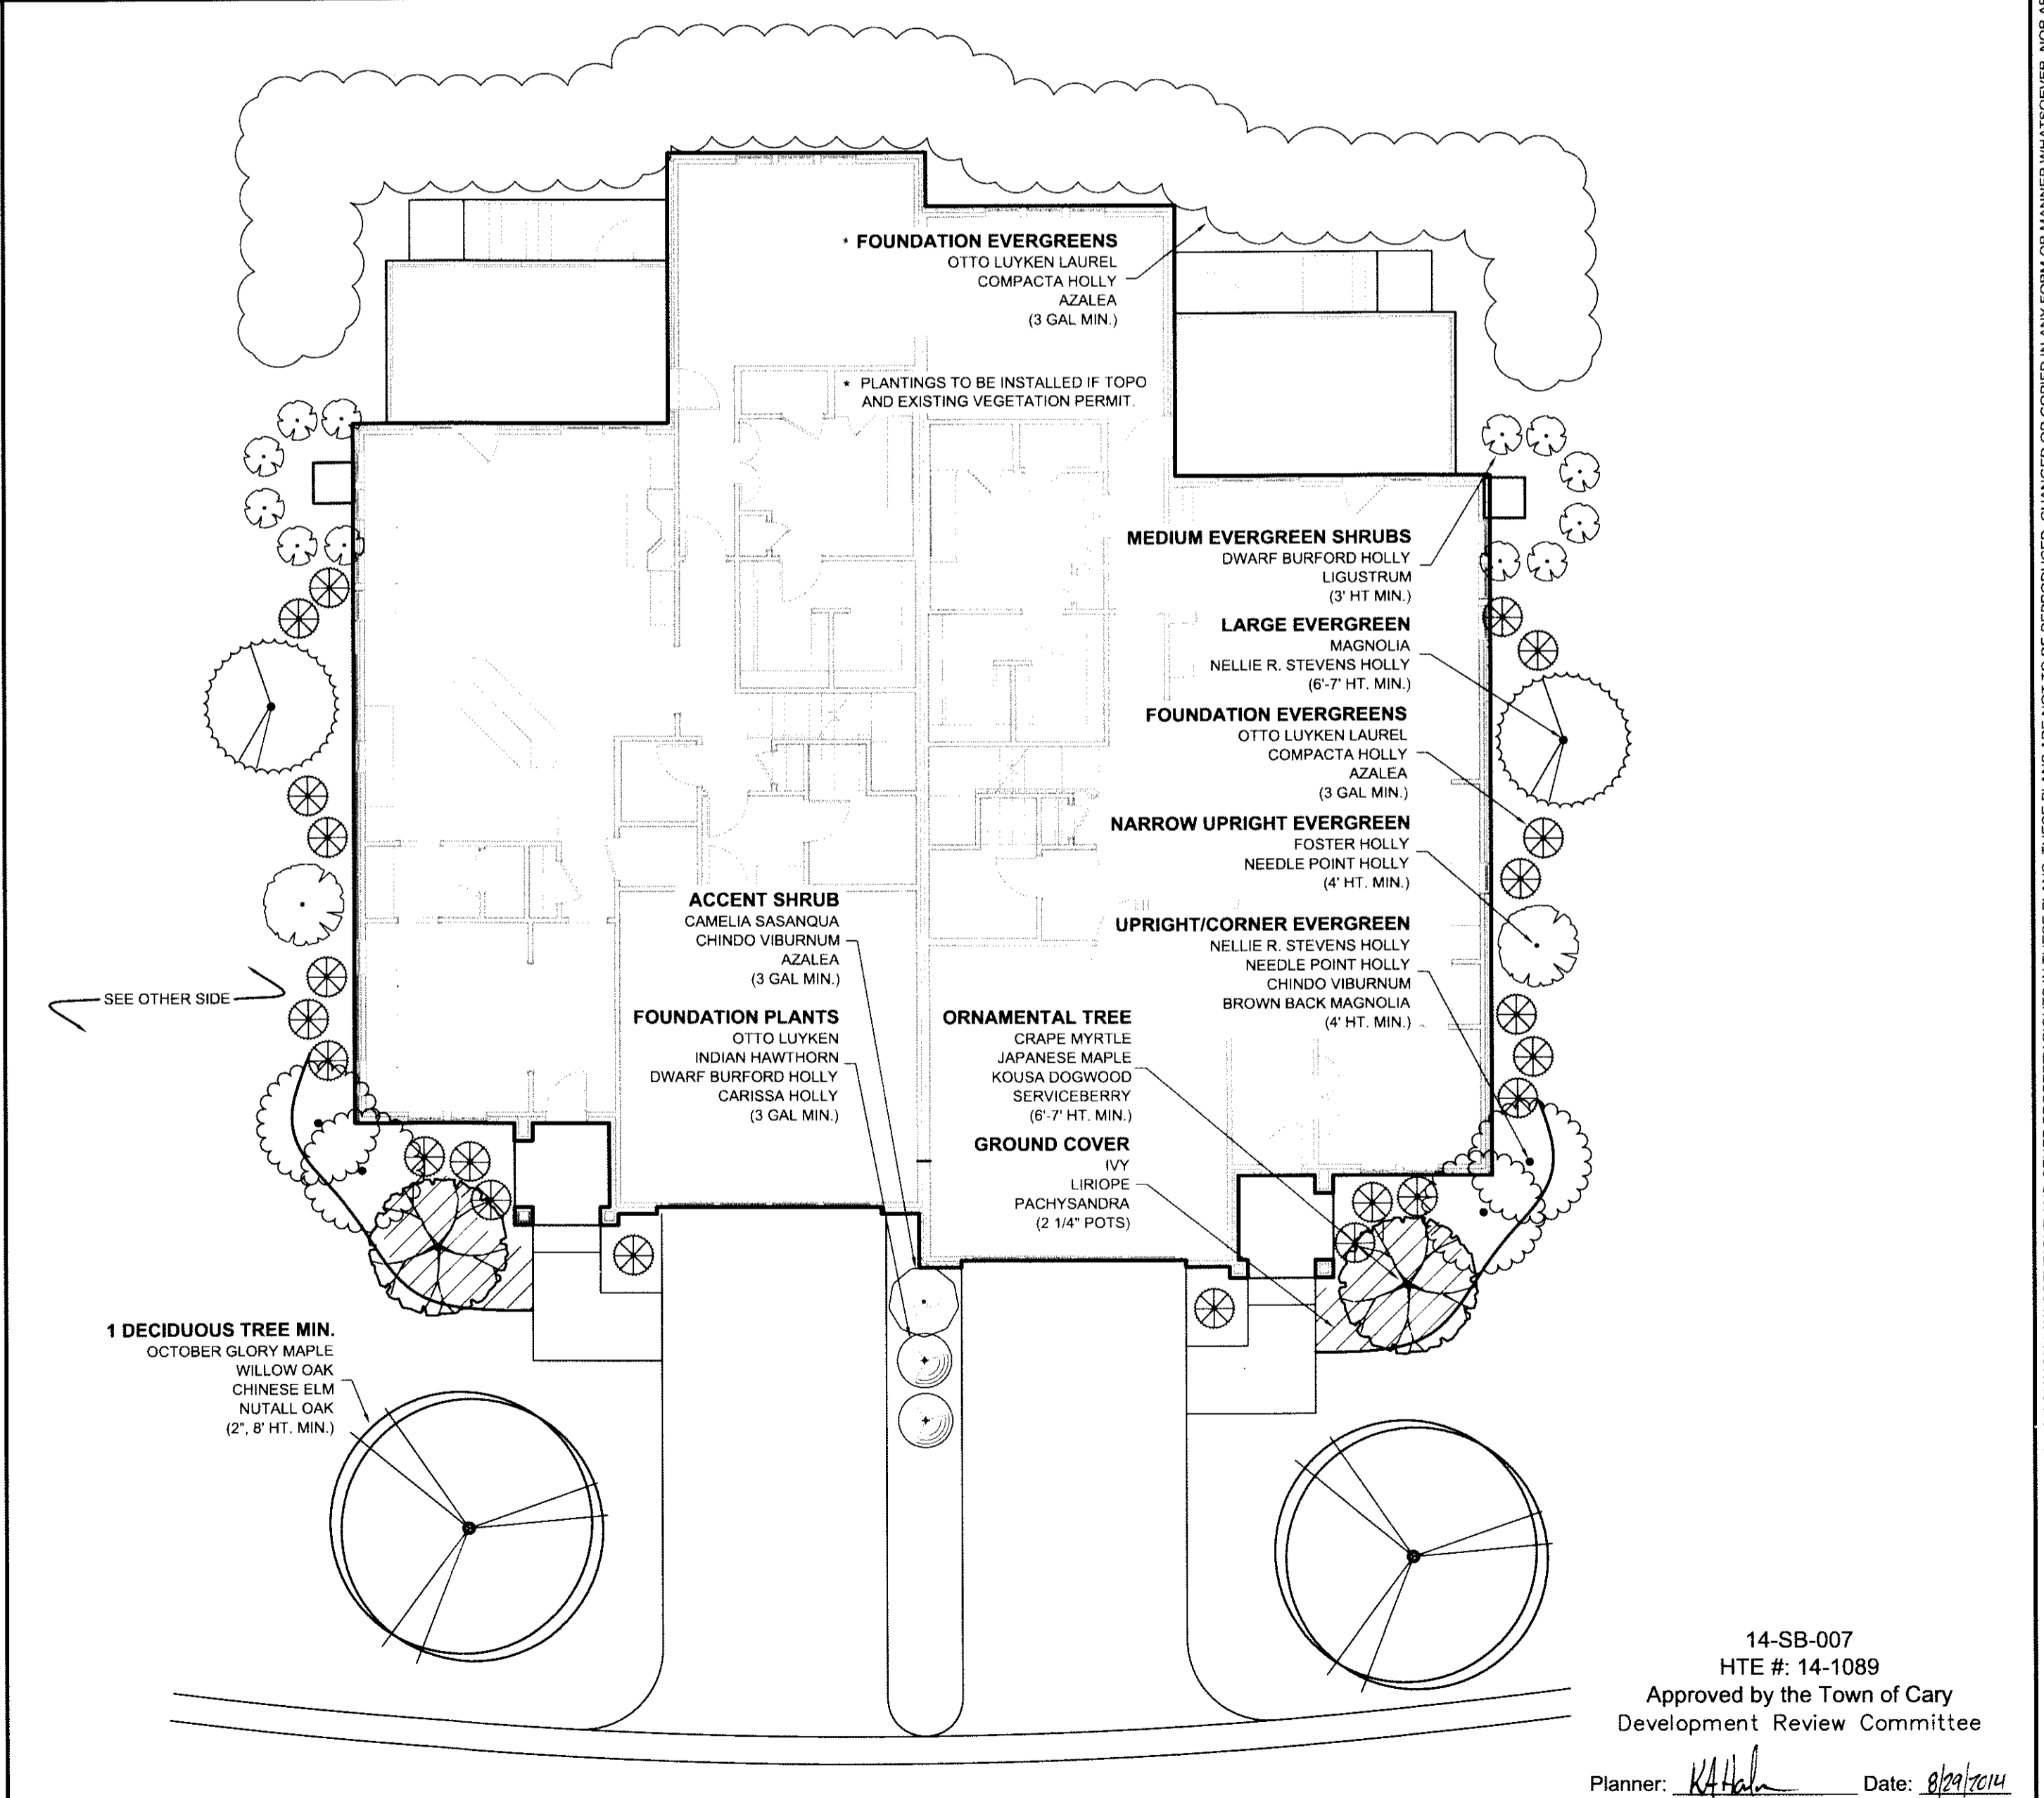 * FOUNDATION EVERGREENS
OTTO LUYKEN LAUREL
COMPACTA HOLLY
AZALEA
(3 GAL MIN.)
* PLANTINGS TO BE INSTALLED IF TOPO
AND EXISTING VEGETATION PERMIT.
MEDIUM EVERGREEN SHRUBS
DWARF BURFORD HOLLY
LIGUSTRUM
(3' HT MIN.)
LARGE EVERGREEN
MAGNOLIA
NELLIE R. STEVENS HOLLY
(6'-7' HT. MIN.)
FOUNDATION EVERGREENS
OTTO LUYKEN LAUREL
COMPACTA HOLLY
AZALEA
(3 GAL MIN.)
NARROW UPRIGHT EVERGREEN
FOSTER HOLLY
NEEDLE POINT HOLLY
(4' HT. MIN.)
UPRIGHT/CORNER EVERGREEN
NELLIE R. STEVENS HOLLY
NEEDLE POINT HOLLY
CHINDO VIBURNUM
BROWN BACK MAGNOLIA
(4' HT. MIN.)
ACCENT SHRUB
CAMELIA SASANQUA
CHINDO VIBURNUM
AZALEA
(3 GAL MIN.)
SEE OTHER SIDE
FOUNDATION PLANTS
OTTO LUYKEN
INDIAN HAWTHORN
DWARF BURFORD HOLLY
CARISSA HOLLY
(3 GAL MIN.)
ORNAMENTAL TREE
CRAPE MYRTLE
JAPANESE MAPLE
KOUSA DOGWOOD
SERVICEBERRY
(6'-7' HT. MIN.)
GROUND COVER
IVY
LIRIOPE
PACHYSANDRA
(2 1/4" POTS)
1 DECIDUOUS TREE MIN.
OCTOBER GLORY MAPLE
WILLOW OAK
CHINESE ELM
NUTALL OAK
(2", 8' HT. MIN.)
14-SB-007
HTE #: 14-1089
Approved by the Town of Cary
Development Review Committee
Planner: Date: 8/29/2014